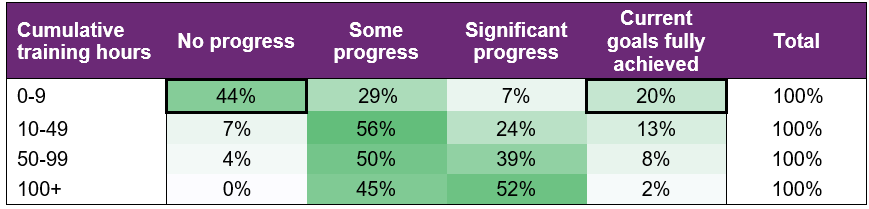 Cumulative training hours No progress Some progress Significant progress Current goals fully achieved Total
0-9 44% 29% 7% 20% 100%
10-49 7% 56% 24% 13% 100%
50-99 4% 50% 39% 8% 100%
100+ 0% 45% 52% 2% 100%